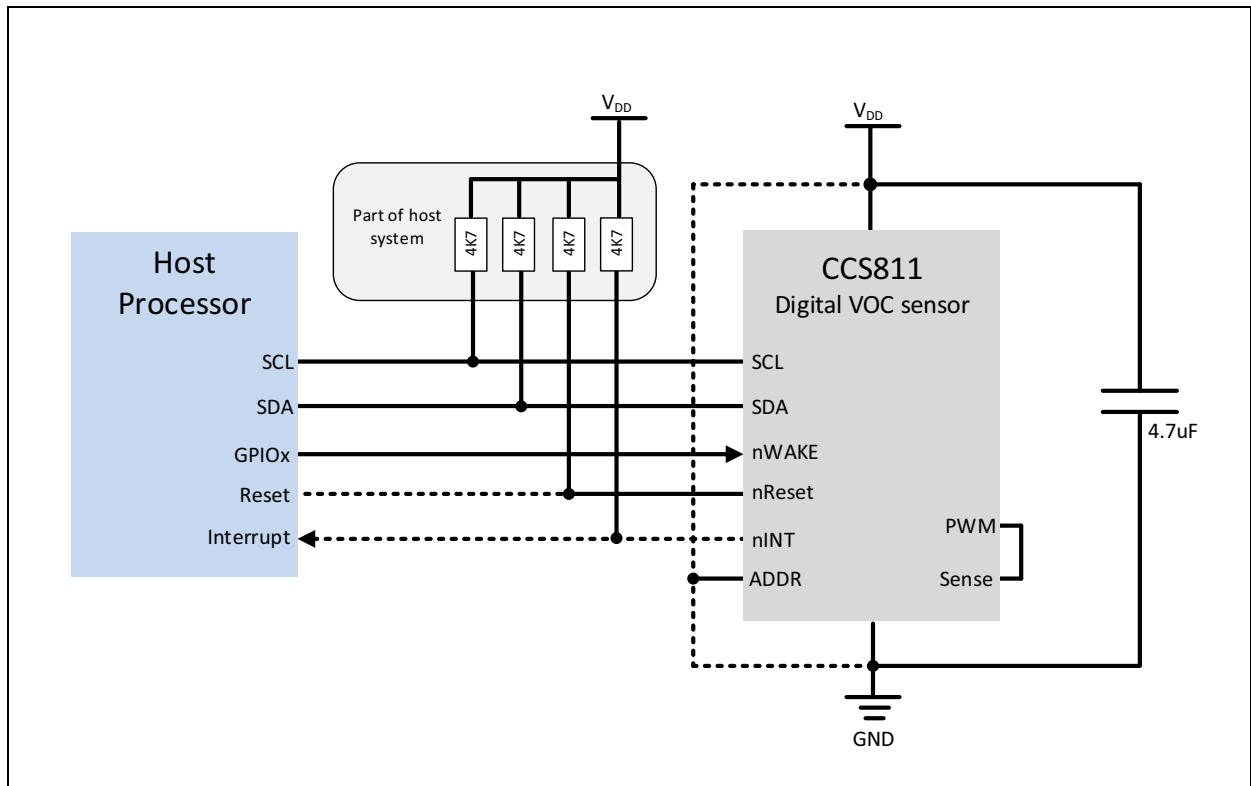 V_DD
V_DD
Part of host
system
4K7
4K7
4K7
4K7
Host
Processor
CCS811
Digital VOC sensor
SCL
SCL
SDA
SDA
4.7uF
GPIOx
nWAKE
Reset
nReset
Interrupt
nINT
PWM
ADDR
Sense
GND